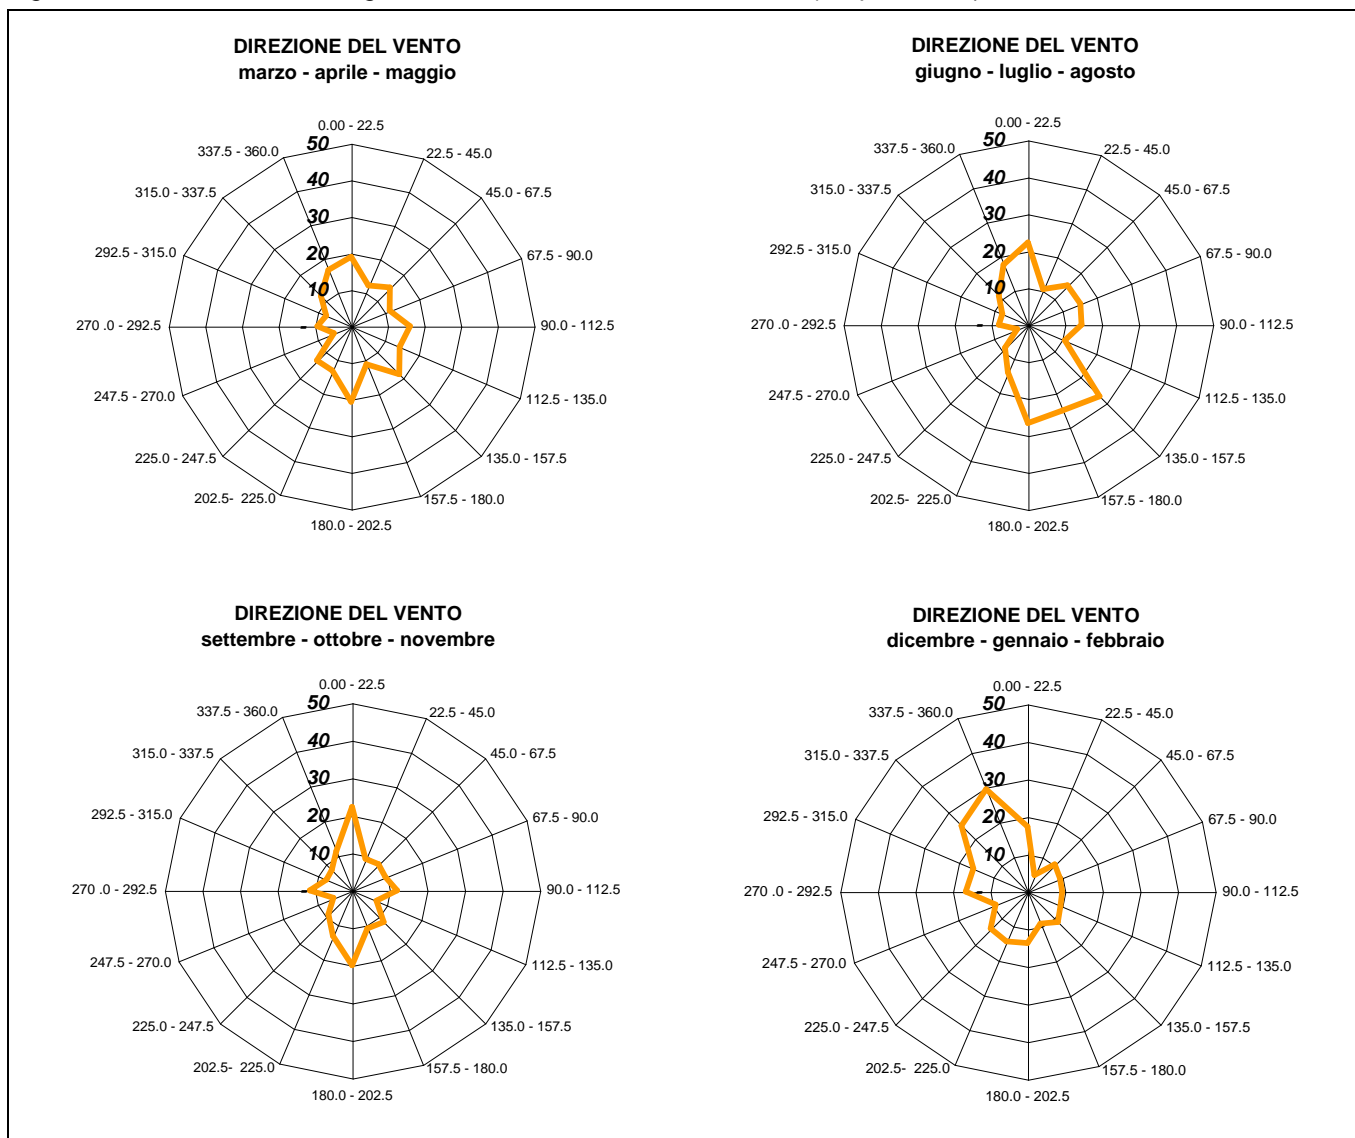 DIREZIONE DEL VENTO
marzo - aprile - maggio
0.00 - 22.5
22.5 - 45.0
45.0 - 67.5
67.5 - 90.0
90.0 - 112.5
112.5 - 135.0
135.0 - 157.5
157.5 - 180.0
180.0 - 202.5
202.5- 225.0
225.0 - 247.5
247.5 - 270.0
270 .0 - 292.5
292.5 - 315.0
315.0 - 337.5
337.5 - 360.0
50
40
30
20
10
-
DIREZIONE DEL VENTO
giugno - luglio - agosto
0.00 - 22.5
22.5 - 45.0
45.0 - 67.5
67.5 - 90.0
90.0 - 112.5
112.5 - 135.0
135.0 - 157.5
157.5 - 180.0
180.0 - 202.5
202.5- 225.0
225.0 - 247.5
247.5 - 270.0
270 .0 - 292.5
292.5 - 315.0
315.0 - 337.5
337.5 - 360.0
50
40
30
20
10
-
DIREZIONE DEL VENTO
settembre - ottobre - novembre
0.00 - 22.5
22.5 - 45.0
45.0 - 67.5
67.5 - 90.0
90.0 - 112.5
112.5 - 135.0
135.0 - 157.5
157.5 - 180.0
180.0 - 202.5
202.5- 225.0
225.0 - 247.5
247.5 - 270.0
270 .0 - 292.5
292.5 - 315.0
315.0 - 337.5
337.5 - 360.0
50
40
30
20
10
-
DIREZIONE DEL VENTO
dicembre - gennaio - febbraio
0.00 - 22.5
22.5 - 45.0
45.0 - 67.5
67.5 - 90.0
90.0 - 112.5
112.5 - 135.0
135.0 - 157.5
157.5 - 180.0
180.0 - 202.5
202.5- 225.0
225.0 - 247.5
247.5 - 270.0
270 .0 - 292.5
292.5 - 315.0
315.0 - 337.5
337.5 - 360.0
50
40
30
20
10
-